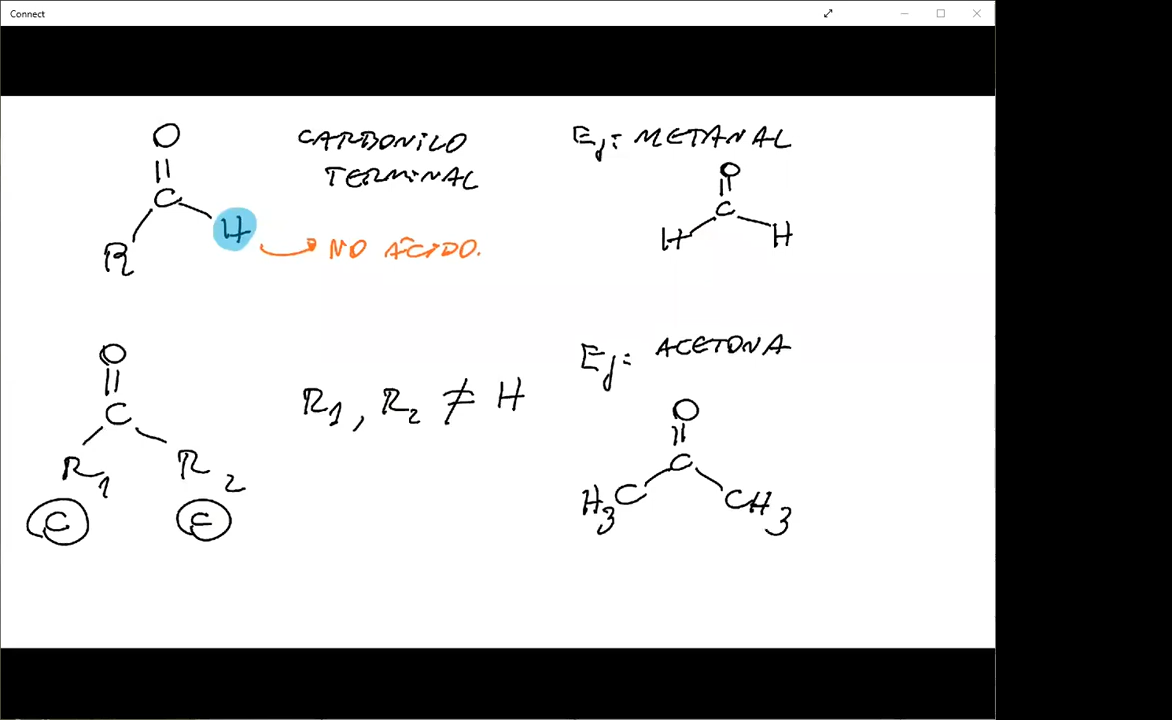 Connect
O
CARBONILO
TERMINAL
Ej: METANAL
C
H
R
NO ÁCIDO.
O
C
H H
O
C
R1 R2
C C
R1, R2 ≠ H
Ej: ACETONA
O
C
H3C CH3